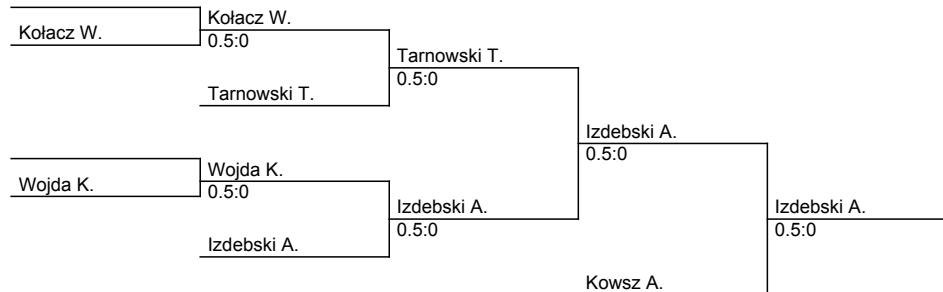 Kołacz W.
Kołacz W.
0.5:0
Tarnowski T.
Tarnowski T.
0.5:0
Wojda K.
Wojda K.
0.5:0
Izdebski A.
Izdebski A.
0.5:0
Izdebski A.
0.5:0
Kowsz A.
Izdebski A.
0.5:0